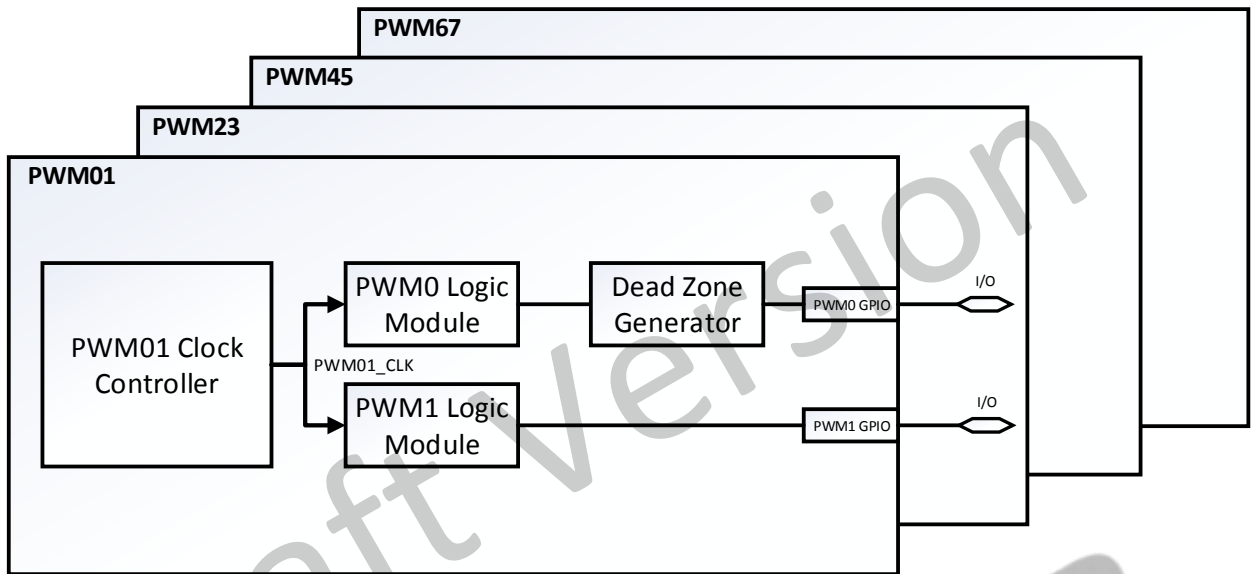 PWM67
PWM45
PWM23
PWM01
PWM01 Clock
Controller
PWM01_CLK
PWM0 Logic
Module
Dead Zone
Generator
PWM0 GPIO
I/O
PWM1 Logic
Module
PWM1 GPIO
I/O
aft Version